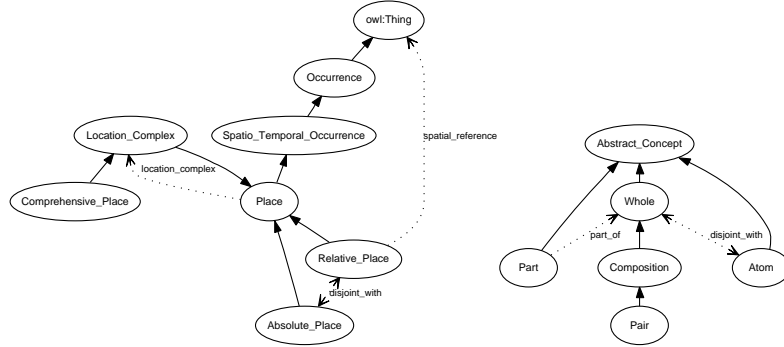 owl:Thing
Occurrence
Location_Complex
Spatio_Temporal_Occurrence
spatial_reference
location_complex
Comprehensive_Place
Place
Relative_Place
disjoint_with
Absolute_Place
Abstract_Concept
Whole
part_of
disjoint_with
Part
Composition
Atom
Pair